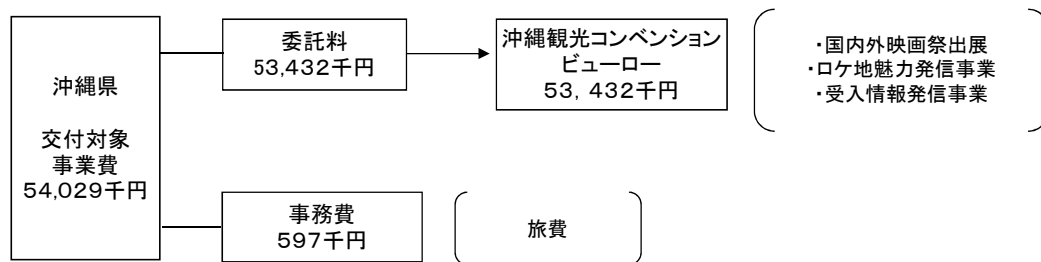 沖縄県
交付対象
事業費
54,029千円
委託料
53,432千円
沖縄観光コンベンション
ビューロー
53, 432千円
・国内外映画祭出展
・ロケ地魅力発信事業
・受入情報発信事業
事務費
597千円
旅費